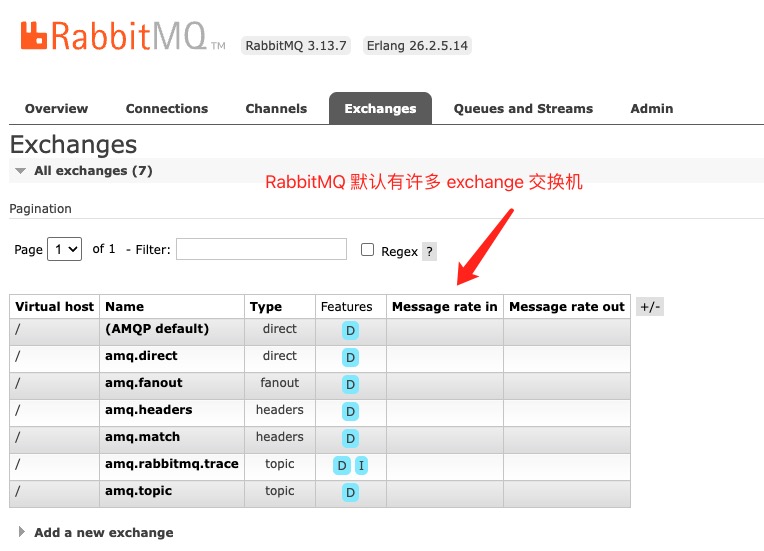 RabbitMQ TM RabbitMQ 3.13.7 Erlang 26.2.5.14
Overview Connections Channels Exchanges Queues and Streams Admin
Exchanges
All exchanges (7)
RabbitMQ 默认有许多 exchange 交换机
Pagination
Page 1 of 1 - Filter: Regex ?
Virtual host Name Type Features Message rate in Message rate out +/-
/ (AMQP default) direct D
/ amq.direct direct D
/ amq.fanout fanout D
/ amq.headers headers D
/ amq.match headers D
/ amq.rabbitmq.trace topic D I
/ amq.topic topic D
Add a new exchange